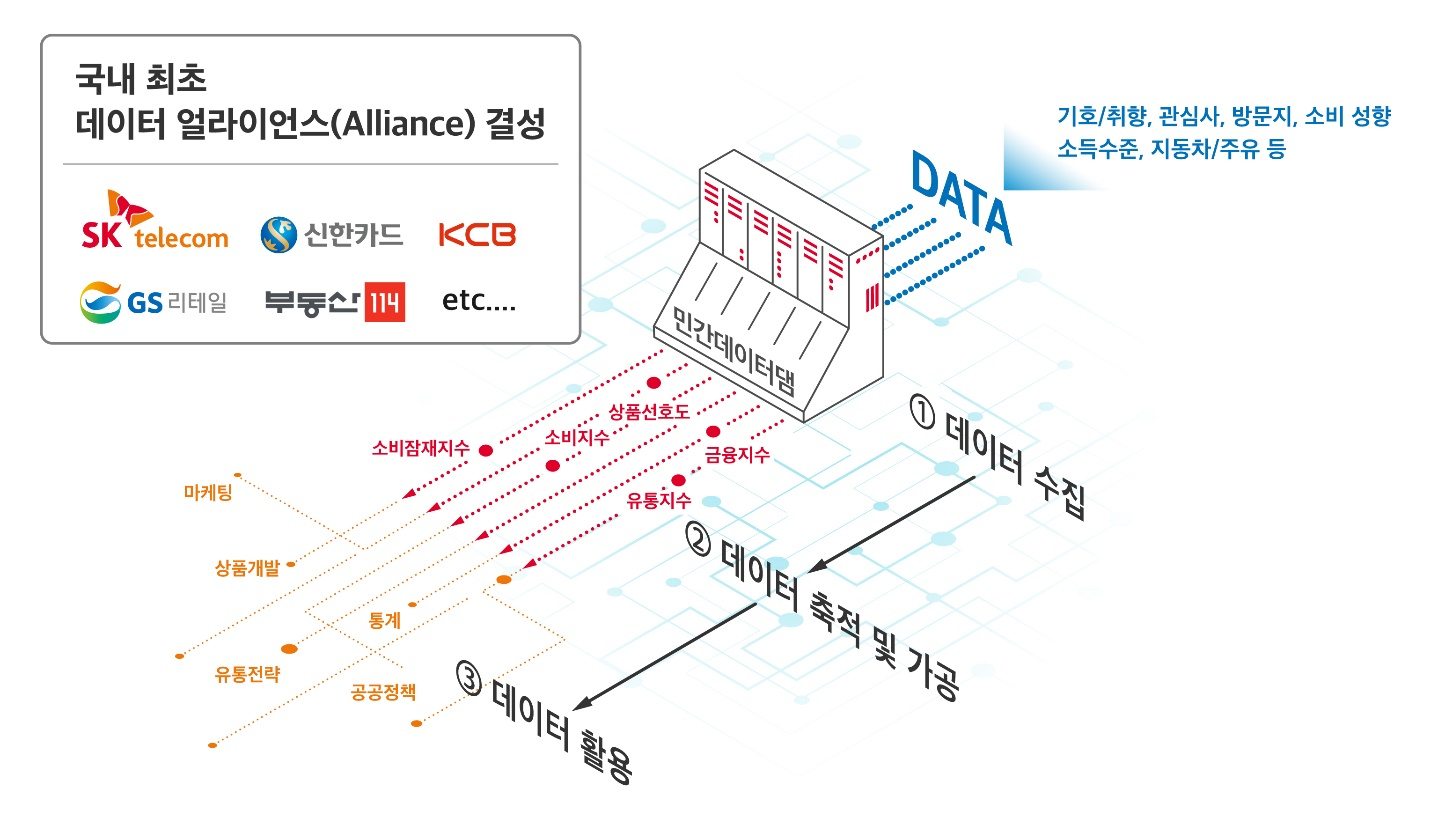 국내 최초
데이터 얼라이언스(Alliance) 결성
SK telecom
신한카드
KCB
GS 리테일
부동산 114
etc....
기호/취향, 관심사, 방문지, 소비 성향
소득수준, 지동차/주유 등
DATA
민간데이터댐
상품선호도
소비지수
소비잠재지수
금융지수
유통지수
마케팅
상품개발
통계
유통전략
공공정책
① 데이터 수집
② 데이터 축적 및 가공
③ 데이터 활용